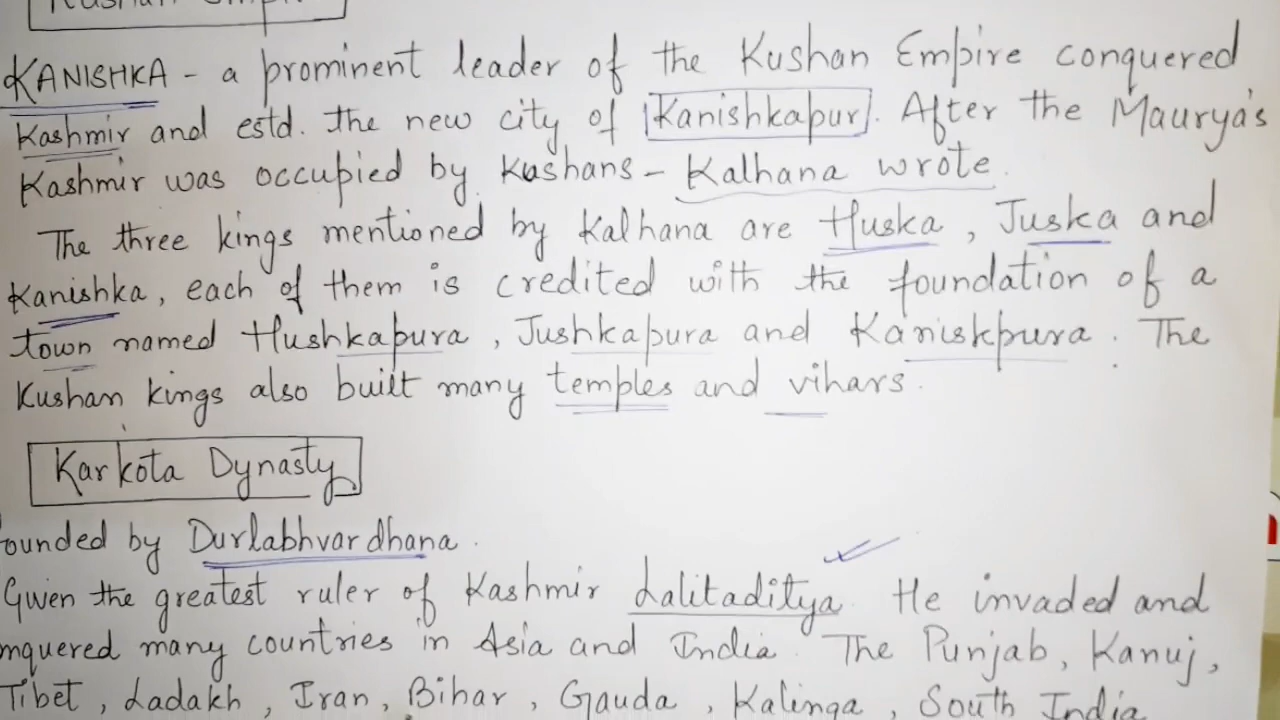 Kushan
KANISHKA - a prominent leader of the Kushan Empire conquered
Kashmir and estd. the new city of Kanishkapur. After the Maurya's
Kashmir was occupied by Kushans - Kalhana wrote.
The three kings mentioned by Kalhana are Huska, Juska and
Kanishka, each of them is credited with the foundation of a
town named Hushkapura, Jushkapura and Kaniskpura. The
Kushan kings also built many temples and vihars.
Karkota Dynasty
ounded by Durlabhvardhana.
Given the greatest ruler of Kashmir Lalitaditya. He invaded and
nquered many countries in Asia and India. The Punjab, Kanuj,
Tibet, Ladakh, Iran, Bihar, Gauda, Kalinga, South India